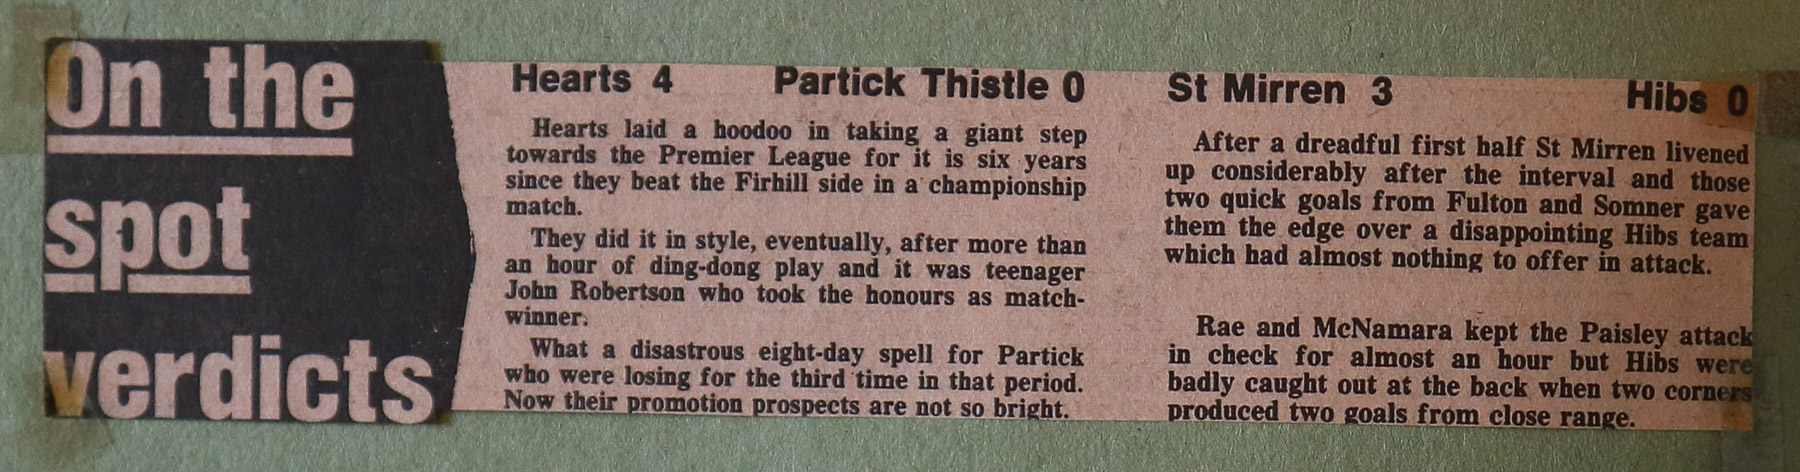 On the
spot
verdicts
Hearts 4 Partick Thistle 0
Hearts laid a hoodoo in taking a giant step
towards the Premier League for it is six years
since they beat the Firhill side in a championship
match.
They did it in style, eventually, after more than
an hour of ding-dong play and it was teenager
John Robertson who took the honours as match-
winner.
What a disastrous eight-day spell for Partick
who were losing for the third time in that period.
Now their promotion prospects are not so bright.
St Mirren 3 Hibs 0
After a dreadful first half St Mirren livened
up considerably after the interval and those
two quick goals from Fulton and Somner gave
them the edge over a disappointing Hibs team
which had almost nothing to offer in attack.
Rae and McNamara kept the Paisley attack
in check for almost an hour but Hibs were
badly caught out at the back when two corners
produced two goals from close range.